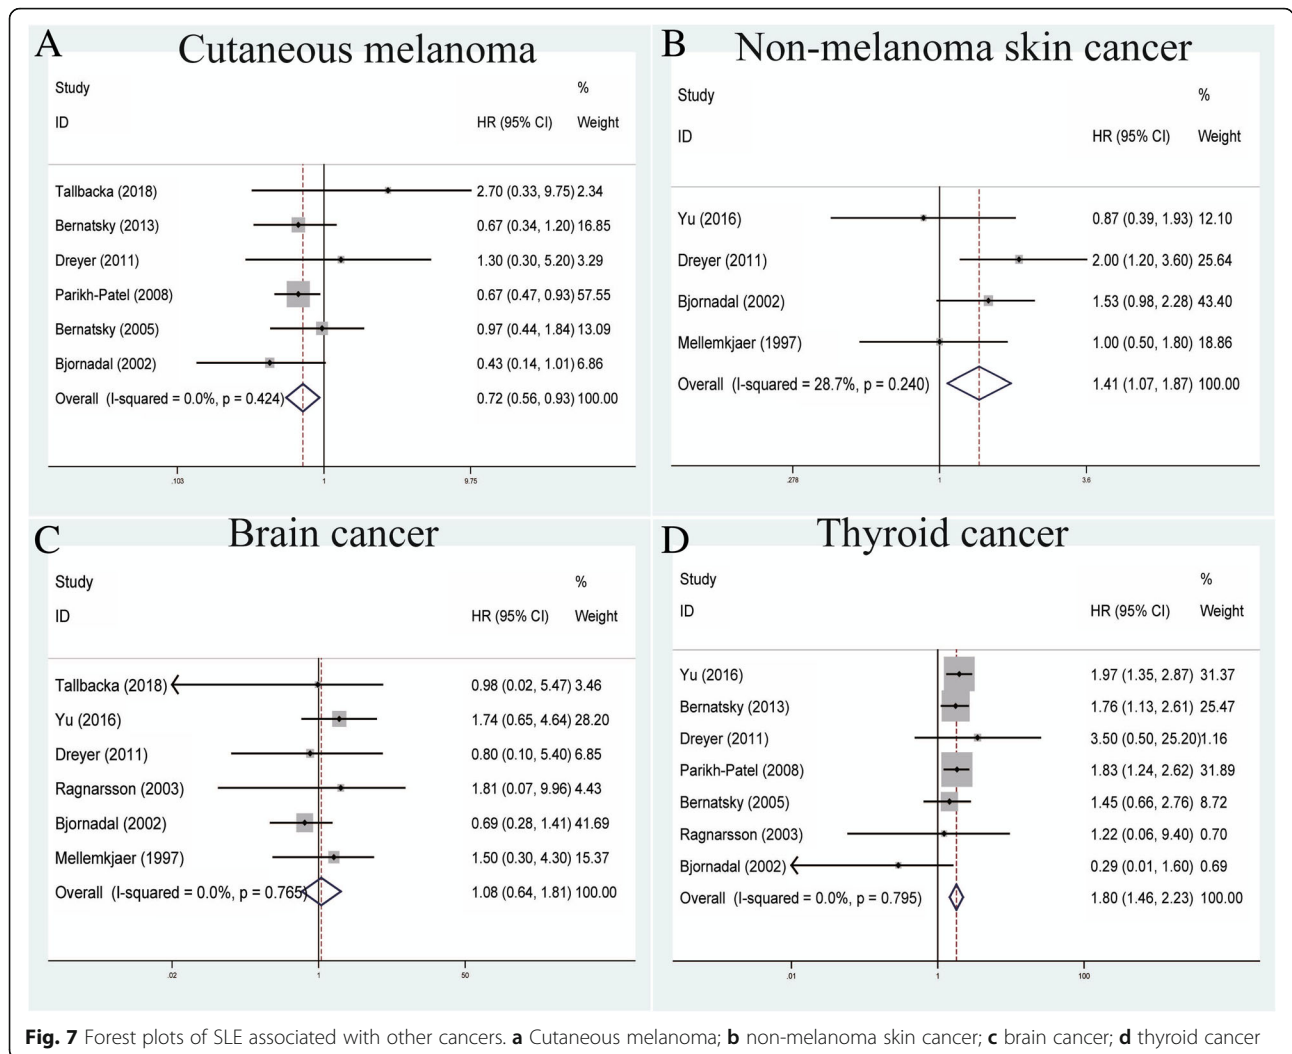 A Cutaneous melanoma
Study %
ID HR (95% CI) Weight
Tallbacka (2018) 2.70 (0.33, 9.75) 2.34
Bernatsky (2013) 0.67 (0.34, 1.20) 16.85
Dreyer (2011) 1.30 (0.30, 5.20) 3.29
Parikh-Patel (2008) 0.67 (0.47, 0.93) 57.55
Bernatsky (2005) 0.97 (0.44, 1.84) 13.09
Bjornadal (2002) 0.43 (0.14, 1.01) 6.86
Overall (I-squared = 0.0%, p = 0.424) 0.72 (0.56, 0.93) 100.00
.103 1 9.75
B Non-melanoma skin cancer
Study %
ID HR (95% CI) Weight
Yu (2016) 0.87 (0.39, 1.93) 12.10
Dreyer (2011) 2.00 (1.20, 3.60) 25.64
Bjornadal (2002) 1.53 (0.98, 2.28) 43.40
Mellemkjaer (1997) 1.00 (0.50, 1.80) 18.86
Overall (I-squared = 28.7%, p = 0.240) 1.41 (1.07, 1.87) 100.00
.278 1 3.6
C Brain cancer
Study %
ID HR (95% CI) Weight
Tallbacka (2018) 0.98 (0.02, 5.47) 3.46
Yu (2016) 1.74 (0.65, 4.64) 28.20
Dreyer (2011) 0.80 (0.10, 5.40) 6.85
Ragnarsson (2003) 1.81 (0.07, 9.96) 4.43
Bjornadal (2002) 0.69 (0.28, 1.41) 41.69
Mellemkjaer (1997) 1.50 (0.30, 4.30) 15.37
Overall (I-squared = 0.0%, p = 0.765) 1.08 (0.64, 1.81) 100.00
.02 1 50
D Thyroid cancer
Study %
ID HR (95% CI) Weight
Yu (2016) 1.97 (1.35, 2.87) 31.37
Bernatsky (2013) 1.76 (1.13, 2.61) 25.47
Dreyer (2011) 3.50 (0.50, 25.20) 1.16
Parikh-Patel (2008) 1.83 (1.24, 2.62) 31.89
Bernatsky (2005) 1.45 (0.66, 2.76) 8.72
Ragnarsson (2003) 1.22 (0.06, 9.40) 0.70
Bjornadal (2002) 0.29 (0.01, 1.60) 0.69
Overall (I-squared = 0.0%, p = 0.795) 1.80 (1.46, 2.23) 100.00
.01 1 100
Fig. 7 Forest plots of SLE associated with other cancers. a Cutaneous melanoma; b non-melanoma skin cancer; c brain cancer; d thyroid cancer